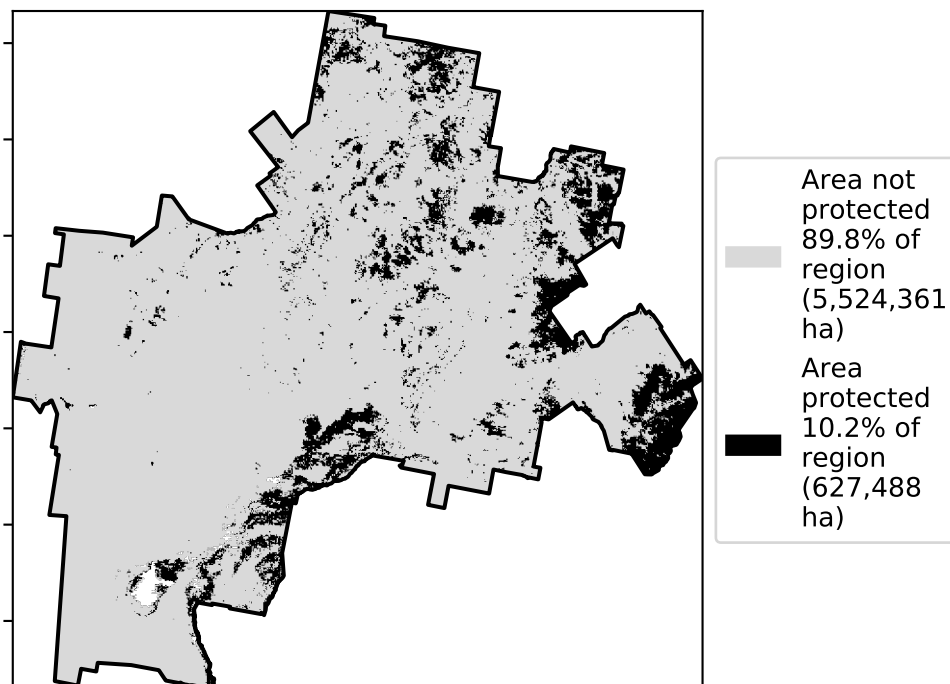 Area not
protected
89.8% of
region
(5,524,361
ha)
Area
protected
10.2% of
region
(627,488
ha)